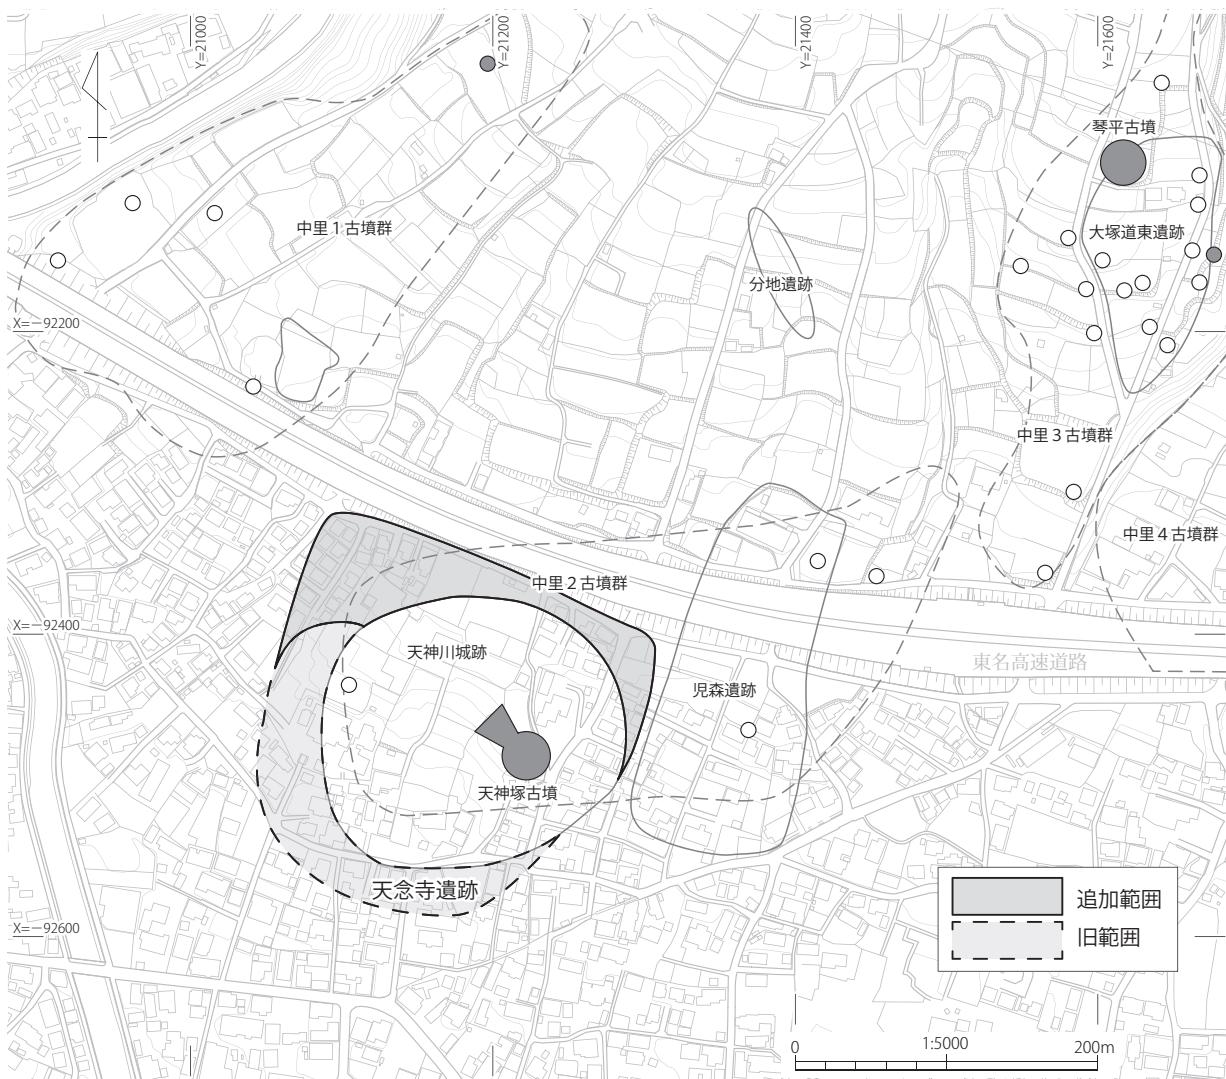 Y=21000
Y=21200
Y=21400
Y=21600
琴平古墳
中里1古墳群
大塚道東遺跡
分地遺跡
X=−92200
中里3古墳群
中里4古墳群
中里2古墳群
X=−92400
天神川城跡
東名高速道路
児森遺跡
天神塚古墳
天念寺遺跡
追加範囲
旧範囲
X=−92600
0
1:5000
200m